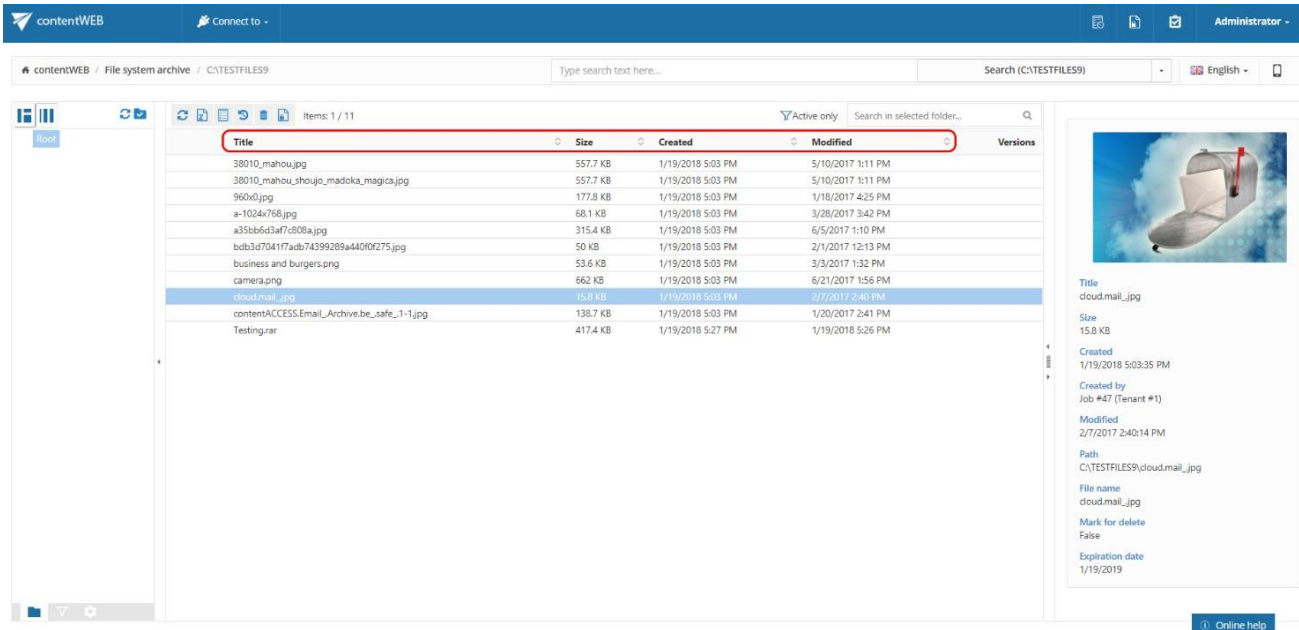 contentWEB Connect to Administrator
contentWEB / File system archive / C:\TESTFILES9 Type search text here... Search (C:\TESTFILES9) English
Items: 1 / 11 Active only Search in selected folder...
Root
Title Size Created Modified Versions
38010_mahou.jpg 557.7 KB 1/19/2018 5:03 PM 5/10/2017 1:11 PM
38010_mahou_shoujo_madoka_magica.jpg 557.7 KB 1/19/2018 5:03 PM 5/10/2017 1:11 PM
960x0.jpg 177.8 KB 1/19/2018 5:03 PM 1/18/2017 4:25 PM
a-1024x768.jpg 68.1 KB 1/19/2018 5:03 PM 3/28/2017 3:42 PM
a35bb6d3af7c808a.jpg 315.4 KB 1/19/2018 5:03 PM 6/5/2017 1:10 PM
bdb3d7041f7adb74399289a440f0f275.jpg 50 KB 1/19/2018 5:03 PM 2/1/2017 12:13 PM
business and burgers.png 53.6 KB 1/19/2018 5:03 PM 3/3/2017 1:32 PM
camera.png 662 KB 1/19/2018 5:03 PM 6/21/2017 1:56 PM
cloud.mail_.jpg 15.8 KB 1/19/2018 5:03 PM 2/7/2017 2:40 PM
contentACCESS.Email_.Archive.be_.safe_.1-1.jpg 138.7 KB 1/19/2018 5:03 PM 1/20/2017 2:41 PM
Testing.rar 417.4 KB 1/19/2018 5:27 PM 1/19/2018 5:26 PM
Title
cloud.mail_.jpg
Size
15.8 KB
Created
1/19/2018 5:03:35 PM
Created by
Job #47 (Tenant #1)
Modified
2/7/2017 2:40:14 PM
Path
C:\TESTFILES9\cloud.mail_.jpg
File name
cloud.mail_.jpg
Mark for delete
False
Expiration date
1/19/2019
Online help